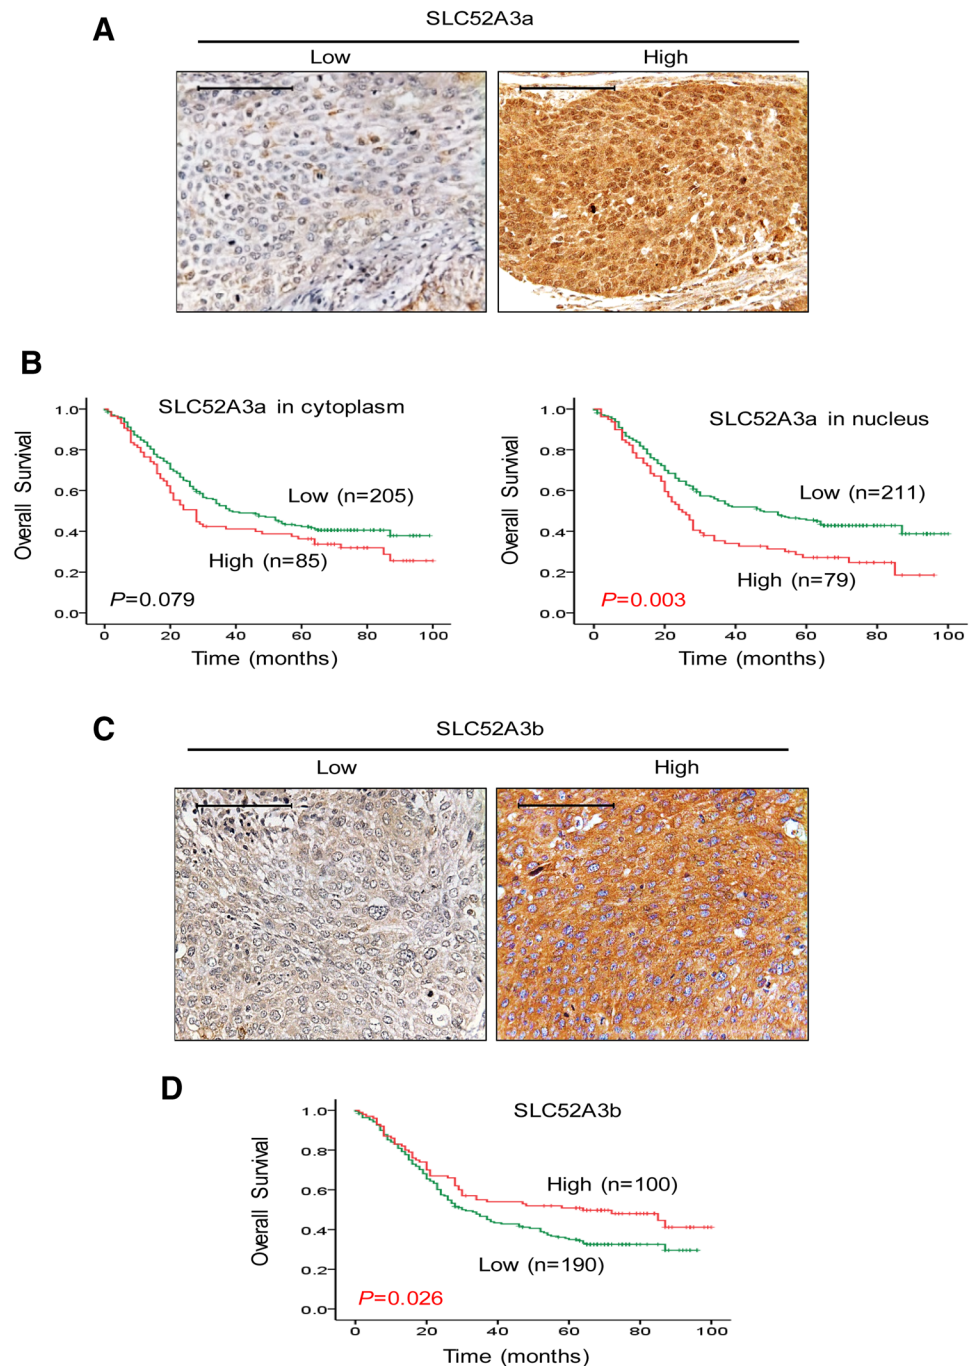 A
SLC52A3a
Low
High
B
SLC52A3a in cytoplasm
Overall Survival
1.0
0.8
0.6
0.4
0.2
0.0
Low (n=205)
High (n=85)
P=0.079
0 20 40 60 80 100
Time (months)
SLC52A3a in nucleus
Overall Survival
1.0
0.8
0.6
0.4
0.2
0.0
Low (n=211)
High (n=79)
P=0.003
0 20 40 60 80 100
Time (months)
C
SLC52A3b
Low
High
D
SLC52A3b
Overall Survival
1.0
0.8
0.6
0.4
0.2
0.0
High (n=100)
Low (n=190)
P=0.026
0 20 40 60 80 100
Time (months)